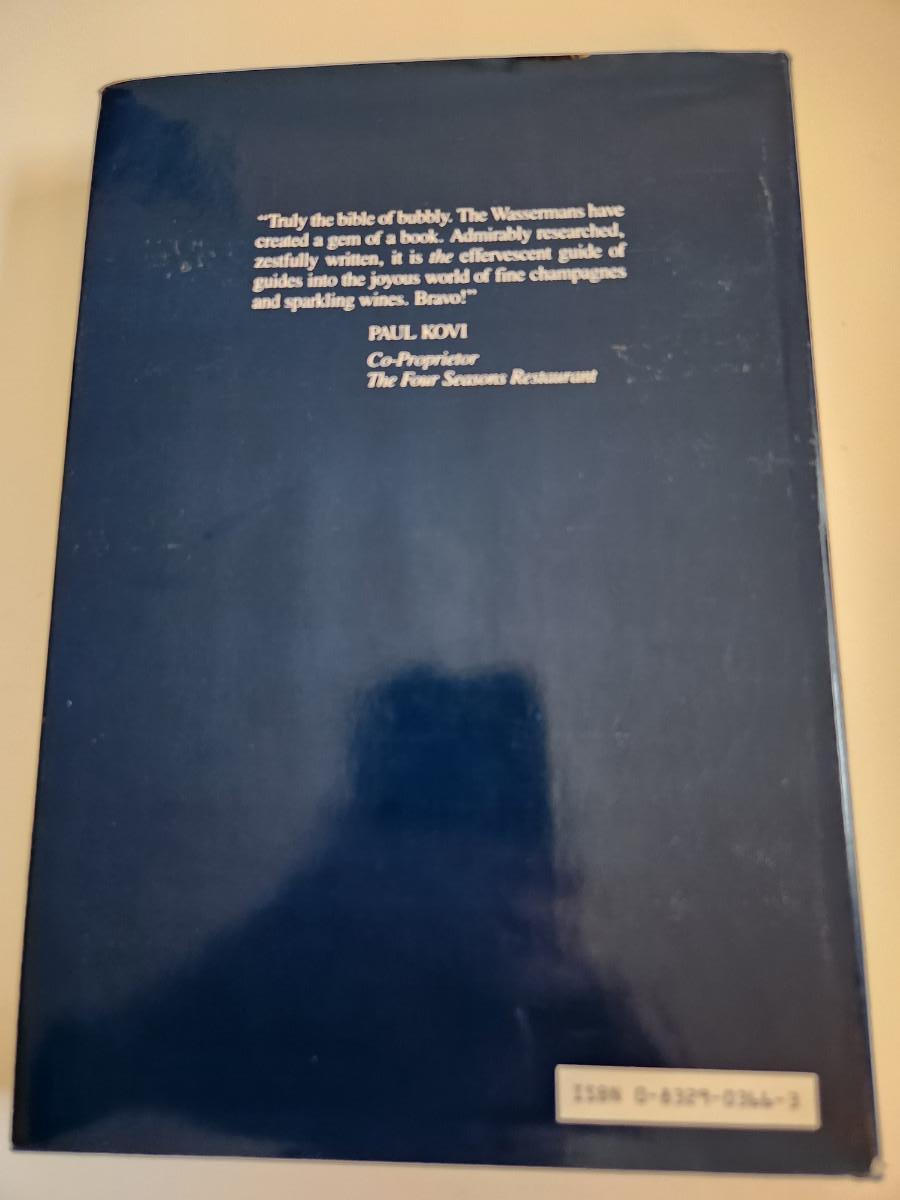 “Truly the bible of bubbly. The Wassermans have
created a gem of a book. Admirably researched,
zestfully written, it is the effervescent guide of
guides into the joyous world of fine champagnes
and sparkling wines. Bravo!”
PAUL KOVI
Co-Proprietor
The Four Seasons Restaurant
ISBN 0-8329-0366-3